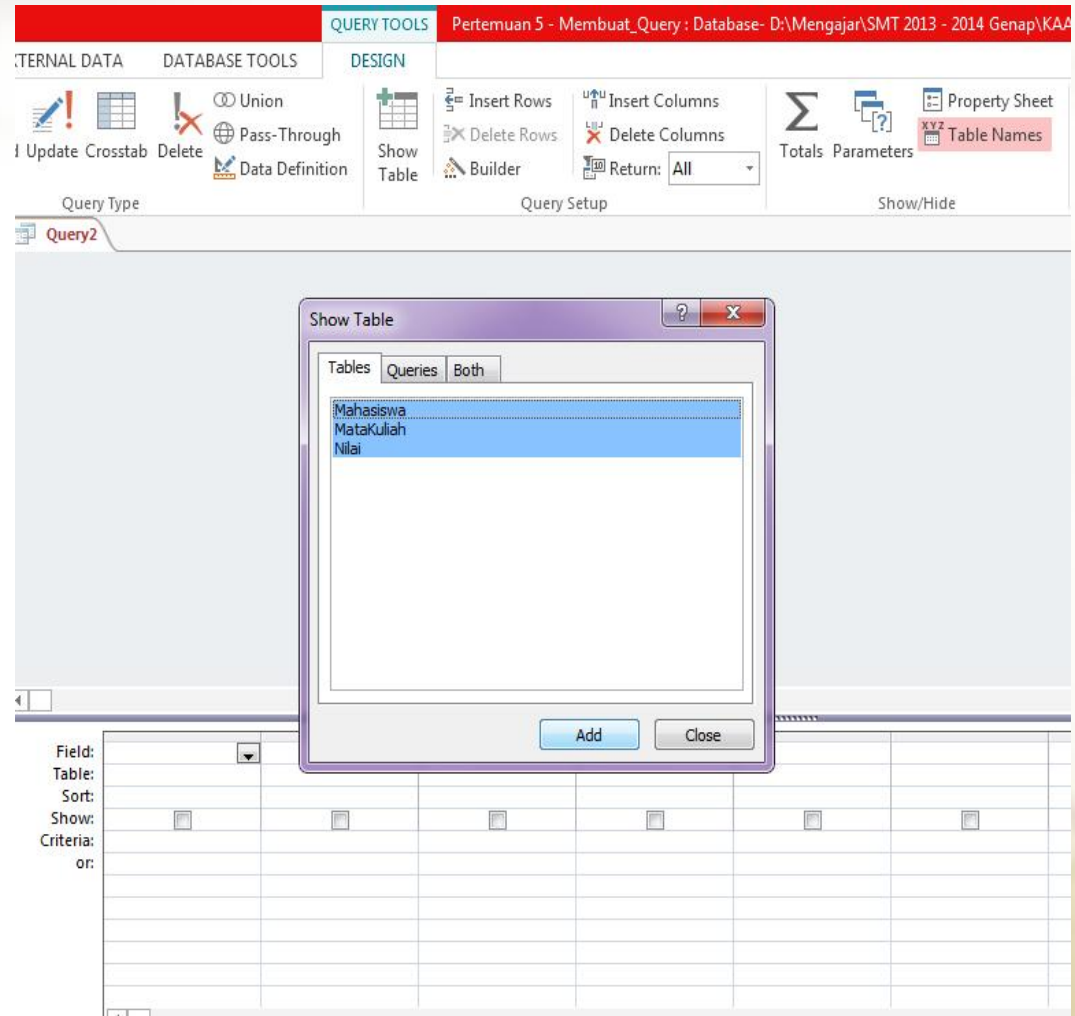 QUERY TOOLS Pertemuan 5 - Membuat_Query : Database- D:\Mengajar\SMT 2013 - 2014 Genap\KAA
XTERNAL DATA DATABASE TOOLS DESIGN
Update Crosstab Delete
Union
Pass-Through
Data Definition
Query Type
Show
Table
Insert Rows
Delete Rows
Builder
Insert Columns
Delete Columns
Return: All
Query Setup
Totals Parameters
Property Sheet
XYZ Table Names
Show/Hide
Query2
Show Table
Tables Queries Both
Mahasiswa
MataKuliah
Nilai
Add Close
Field:
Table:
Sort:
Show:
Criteria:
or: